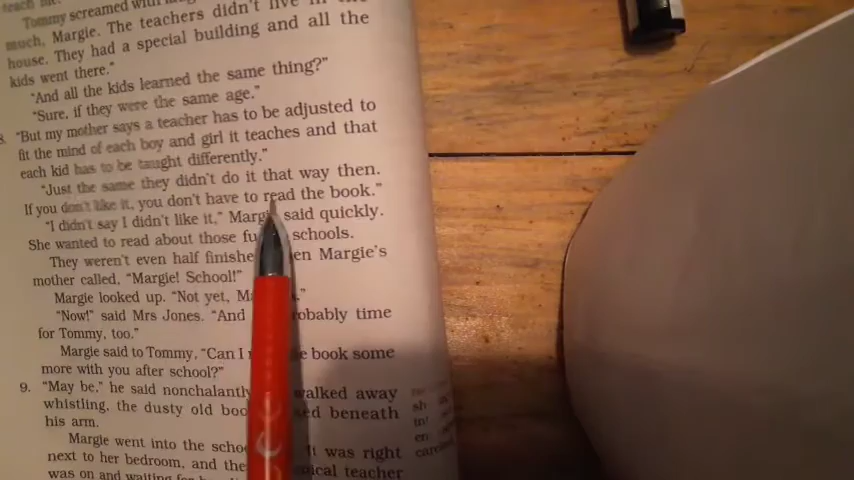 teach me.
Tommy screamed with
much, Margie. The teachers didn't live in the
house. They had a special building and all the
kids went there."
"And all the kids learned the same thing?"
"Sure, if they were the same age."
8. "But my mother says a teacher has to be adjusted to
fit the mind of each boy and girl it teaches and that
each kid has to be taught differently."
"Just the same they didn't do it that way then.
If you don't like it, you don't have to read the book."
"I didn't say I didn't like it," Margie said quickly.
She wanted to read about those schools.
They weren't even half Margie's
mother called, "Margie! School!"
Margie looked up. "Not yet,
"Now!" said Mrs Jones. "And probably time
for Tommy, too."
Margie said to Tommy, "Can I book some
more with you after school?"
9. "May be," he said nonchalantly walked away
whistling, the dusty old beneath
his arm.
Margie went into the It was right
next to her bedroom, and the teacher
was on and waiting